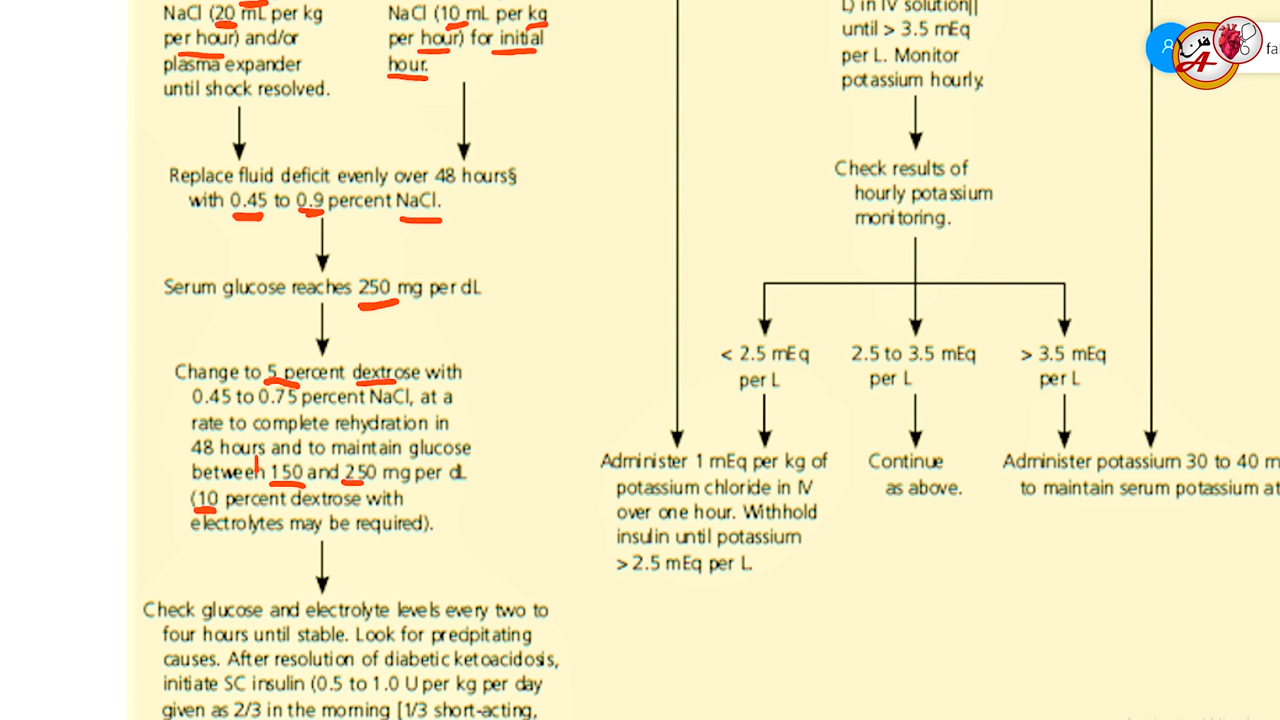 NaCl (20 mL per kg
per hour) and/or
plasma expander
until shock resolved.
NaCl (10 mL per kg
per hour) for initial
hour.
Replace fluid deficit evenly over 48 hours§
with 0.45 to 0.9 percent NaCl.
Serum glucose reaches 250 mg per dL
Change to 5 percent dextrose with
0.45 to 0.75 percent NaCl, at a
rate to complete rehydration in
48 hours and to maintain glucose
between 150 and 250 mg per dL
(10 percent dextrose with
electrolytes may be required).
Check glucose and electrolyte levels every two to
four hours until stable. Look for precipitating
causes. After resolution of diabetic ketoacidosis,
initiate SC insulin (0.5 to 1.0 U per kg per day
given as 2/3 in the morning [1/3 short-acting,
L) in IV solution||
until > 3.5 mEq
per L. Monitor
potassium hourly.
Check results of
hourly potassium
monitoring.
< 2.5 mEq
per L
2.5 to 3.5 mEq
per L
> 3.5 mEq
per L
Administer 1 mEq per kg of
potassium chloride in IV
over one hour. Withhold
insulin until potassium
> 2.5 mEq per L.
Continue
as above.
Administer potassium 30 to 40 m
to maintain serum potassium at
فن
A
fal